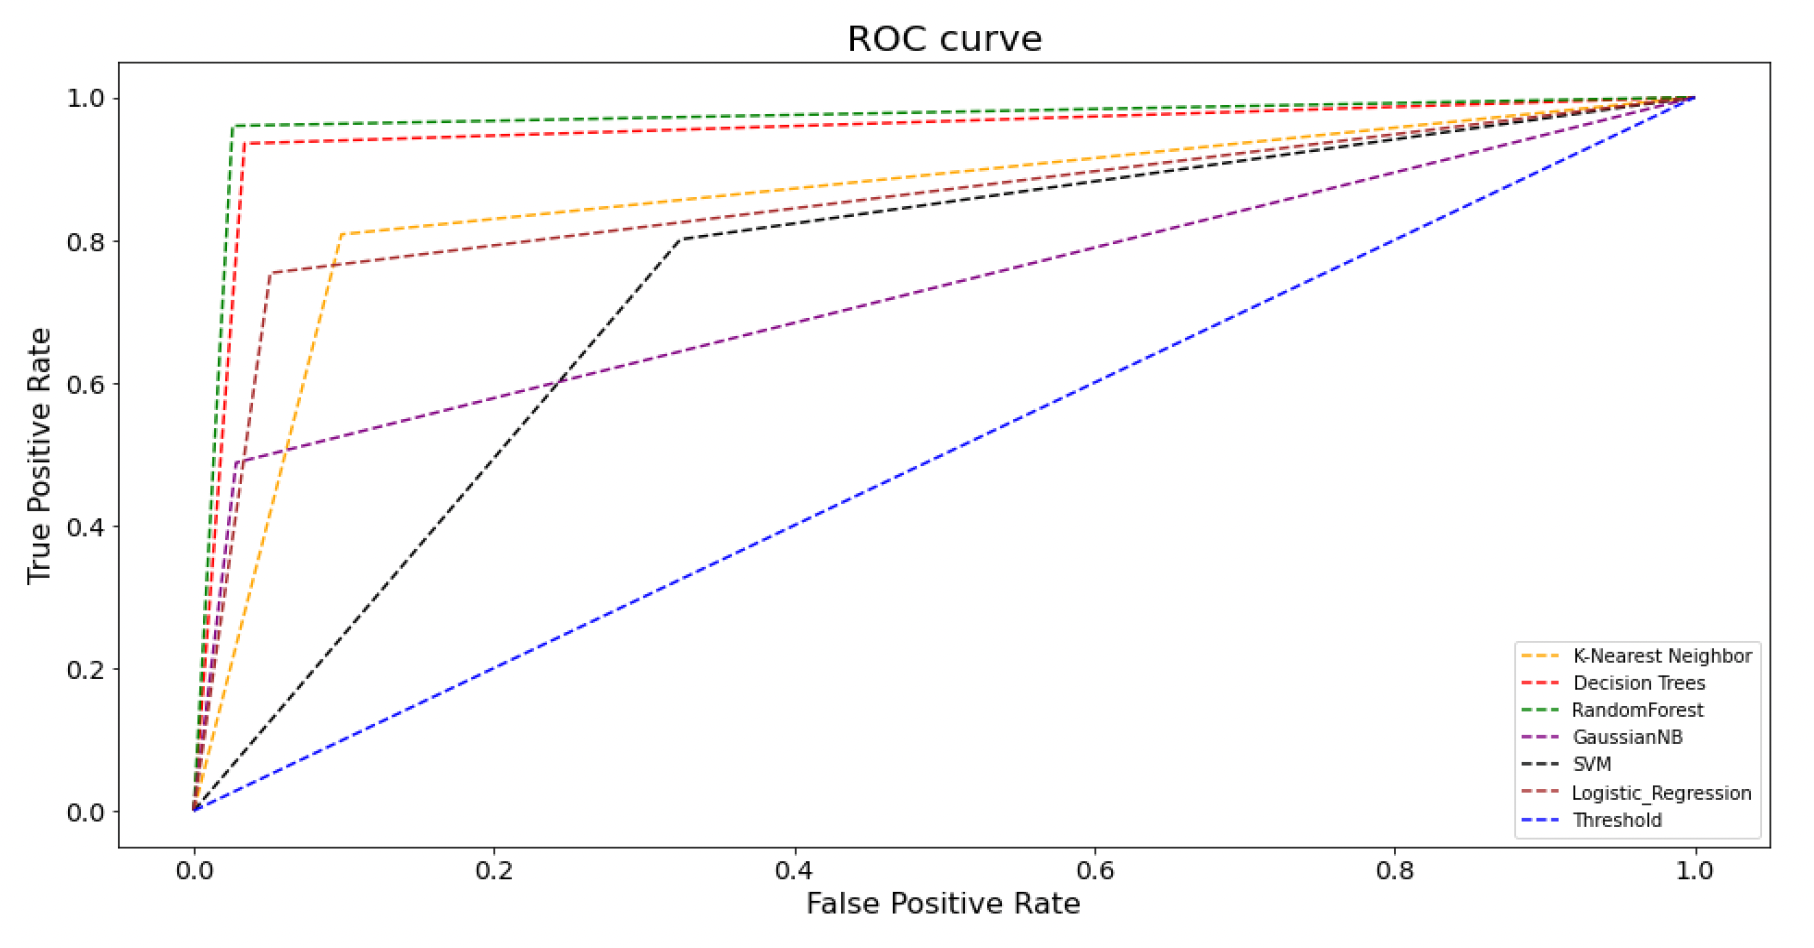 ROC curve
True Positive Rate
1.0
0.8
0.6
0.4
0.2
0.0
0.0 0.2 0.4 0.6 0.8 1.0
False Positive Rate
K-Nearest Neighbor
Decision Trees
RandomForest
GaussianNB
SVM
Logistic_Regression
Threshold